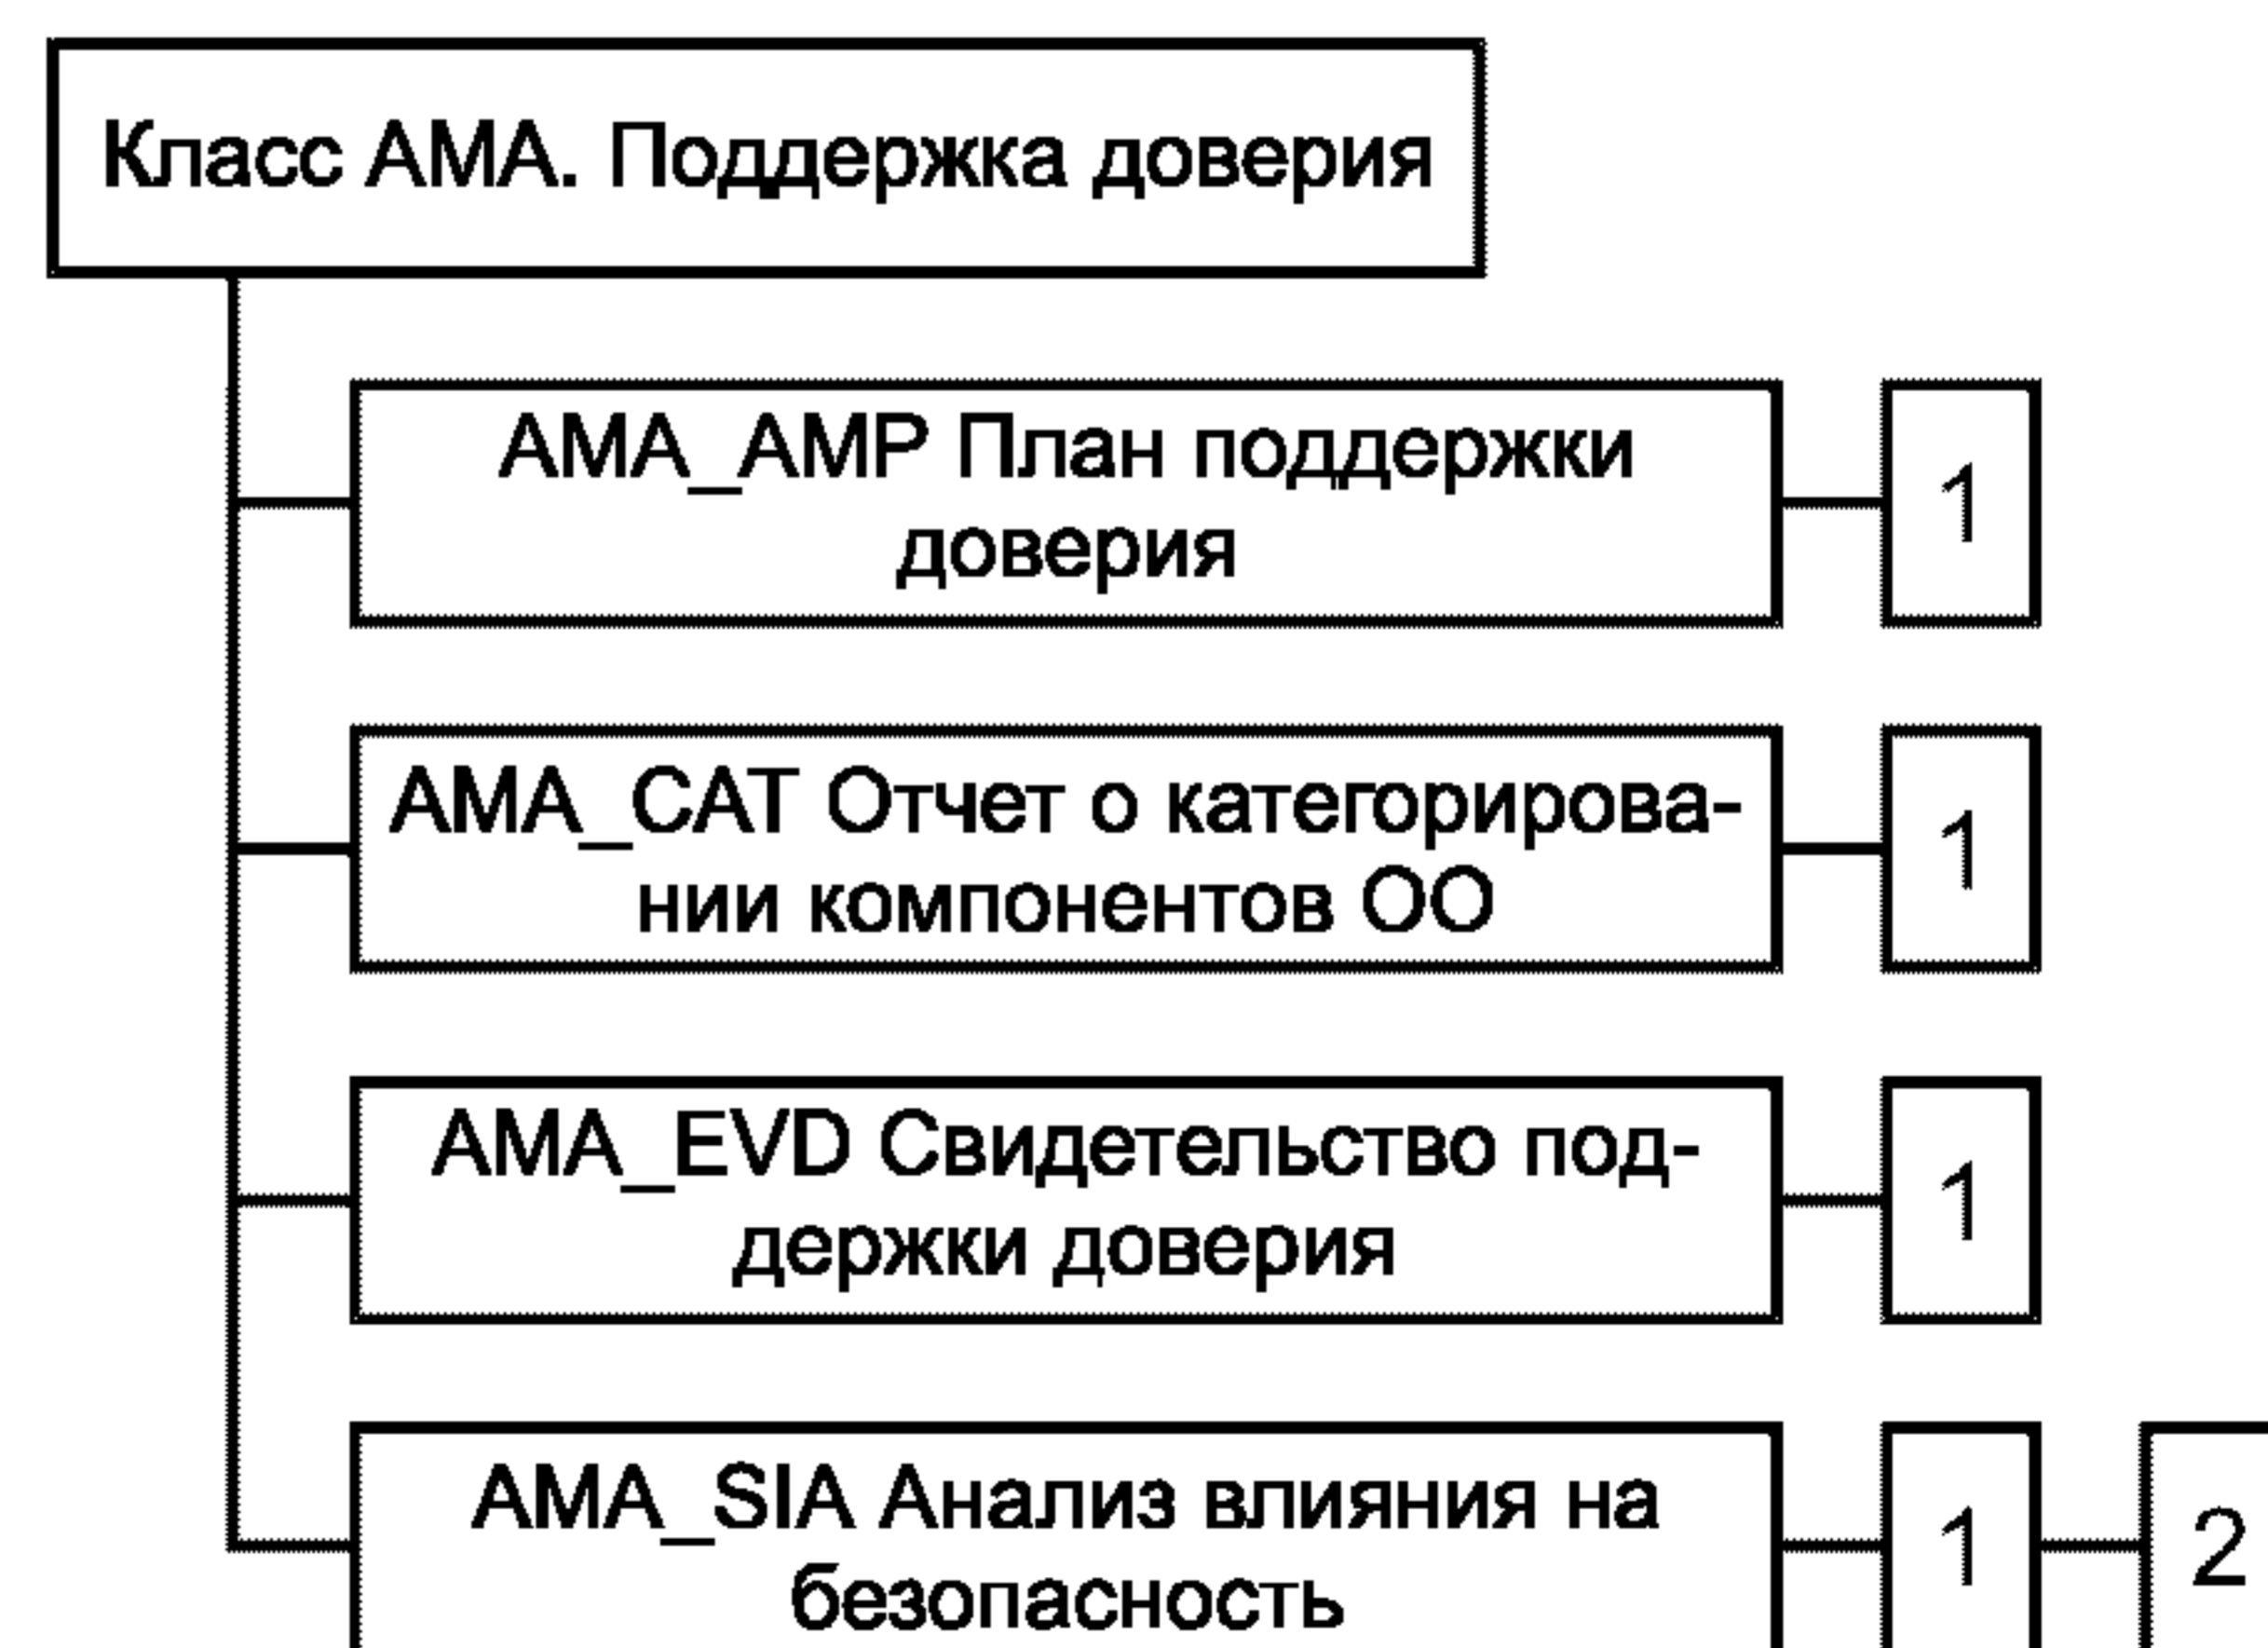 Класс АМА. Поддержка доверия
AMA_AMP План поддержки
доверия
1
AMA_CAT Отчет о категорирова-
нии компонентов ОО
1
AMA_EVD Свидетельство под-
держки доверия
1
AMA_SIA Анализ влияния на
безопасность
1
2